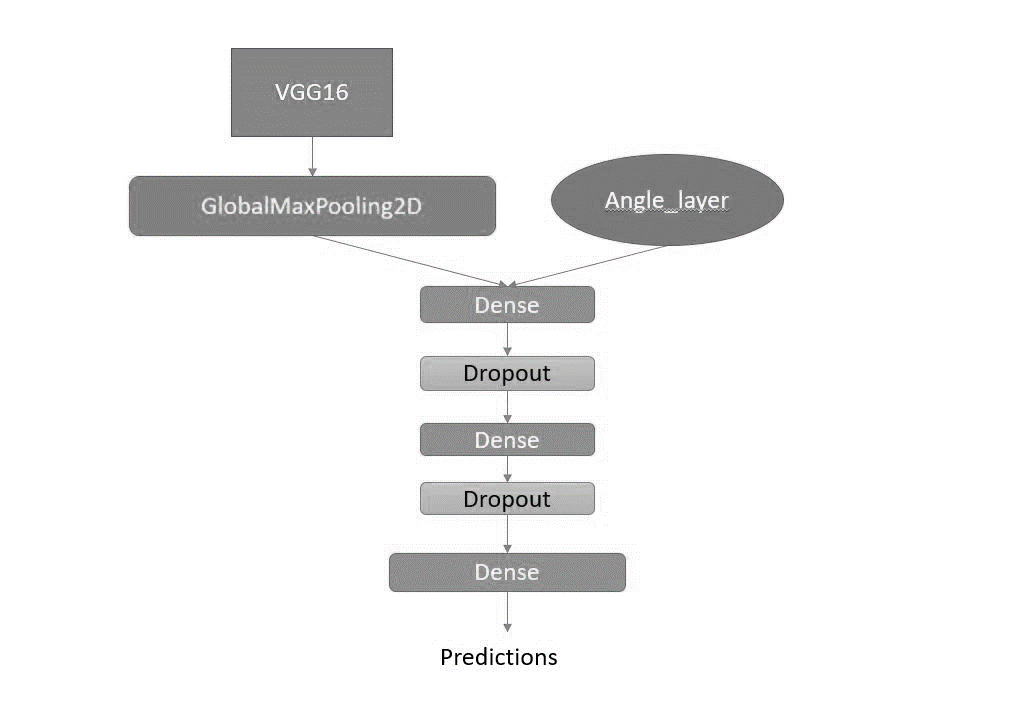 VGG16
GlobalMaxPooling2D
Angle_layer
Dense
Dropout
Dense
Dropout
Dense
Predictions